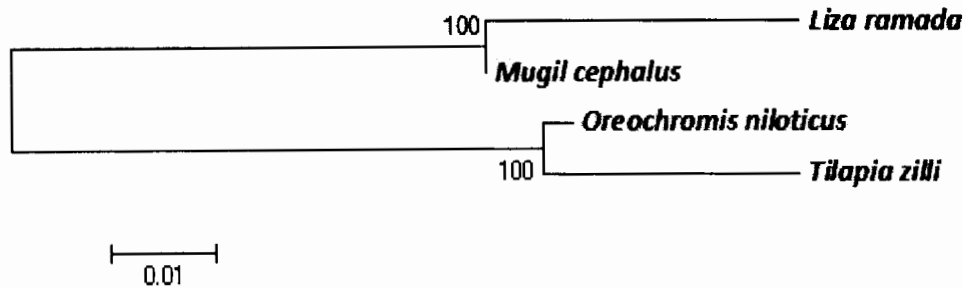 100
Liza ramada
Mugil cephalus
Oreochromis niloticus
100
Tilapia zilli
0.01